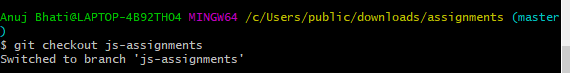 Anuj Bhati@LAPTOP-4B92TH04 MINGW64 /c/Users/public/downloads/assignments (master
)
$ git checkout js-assignments
Switched to branch 'js-assignments'